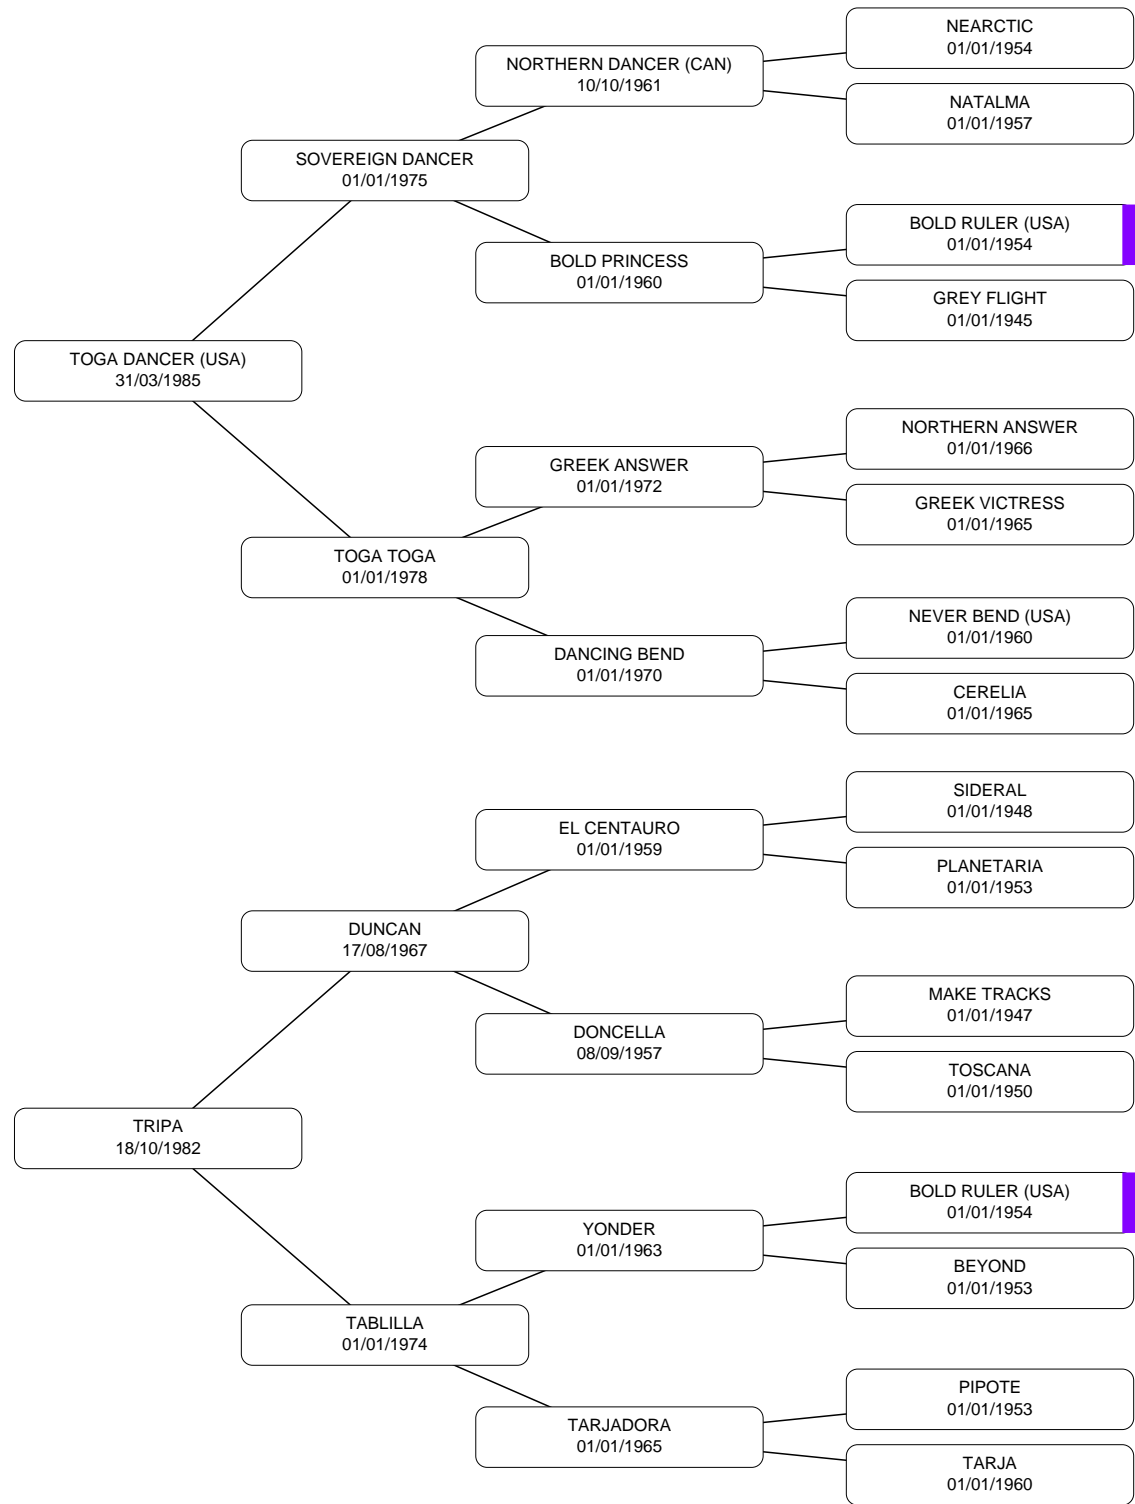 NEARCTIC
01/01/1954
NORTHERN DANCER (CAN)
10/10/1961
NATALMA
01/01/1957
SOVEREIGN DANCER
01/01/1975
BOLD RULER (USA)
01/01/1954
BOLD PRINCESS
01/01/1960
GREY FLIGHT
01/01/1945
TOGA DANCER (USA)
31/03/1985
NORTHERN ANSWER
01/01/1966
GREEK ANSWER
01/01/1972
GREEK VICTRESS
01/01/1965
TOGA TOGA
01/01/1978
NEVER BEND (USA)
01/01/1960
DANCING BEND
01/01/1970
CERELIA
01/01/1965
SIDERAL
01/01/1948
EL CENTAURO
01/01/1959
PLANETARIA
01/01/1953
DUNCAN
17/08/1967
MAKE TRACKS
01/01/1947
DONCELLA
08/09/1957
TOSCANA
01/01/1950
TRIPA
18/10/1982
BOLD RULER (USA)
01/01/1954
YONDER
01/01/1963
BEYOND
01/01/1953
TABLILLA
01/01/1974
PIPOTE
01/01/1953
TARJADORA
01/01/1965
TARJA
01/01/1960